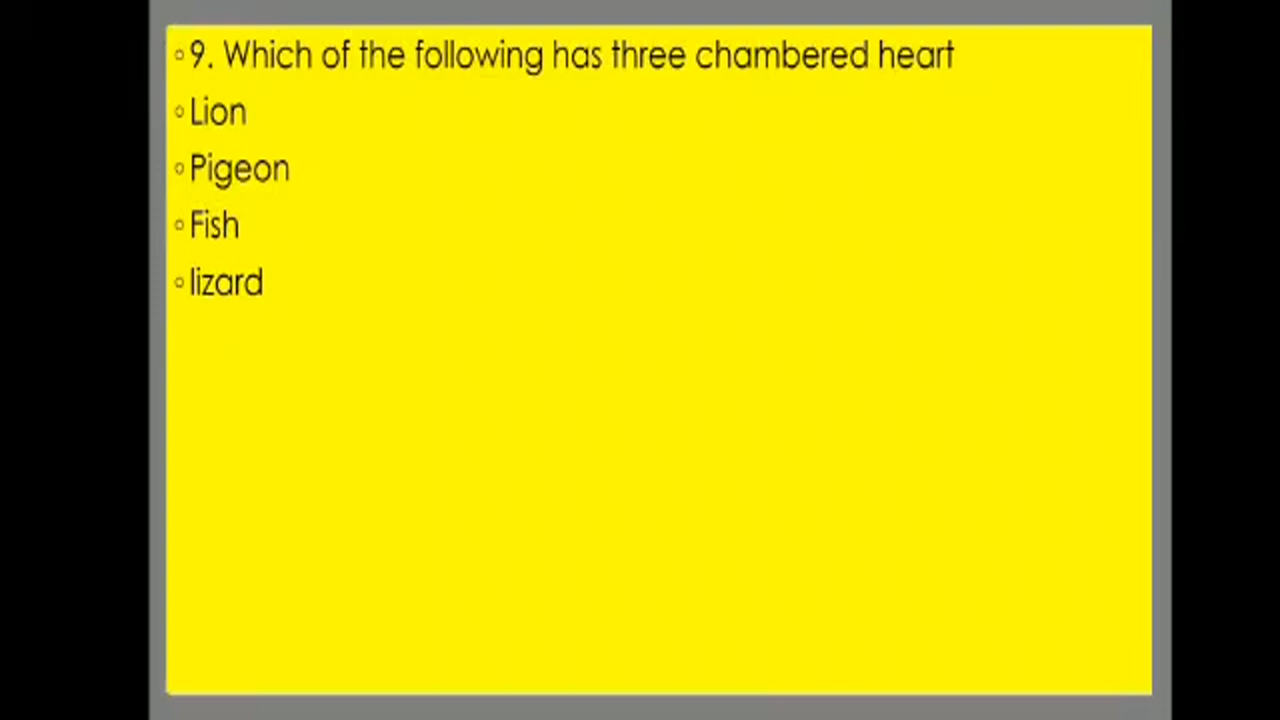 ◦9. Which of the following has three chambered heart
◦Lion
◦Pigeon
◦Fish
◦lizard